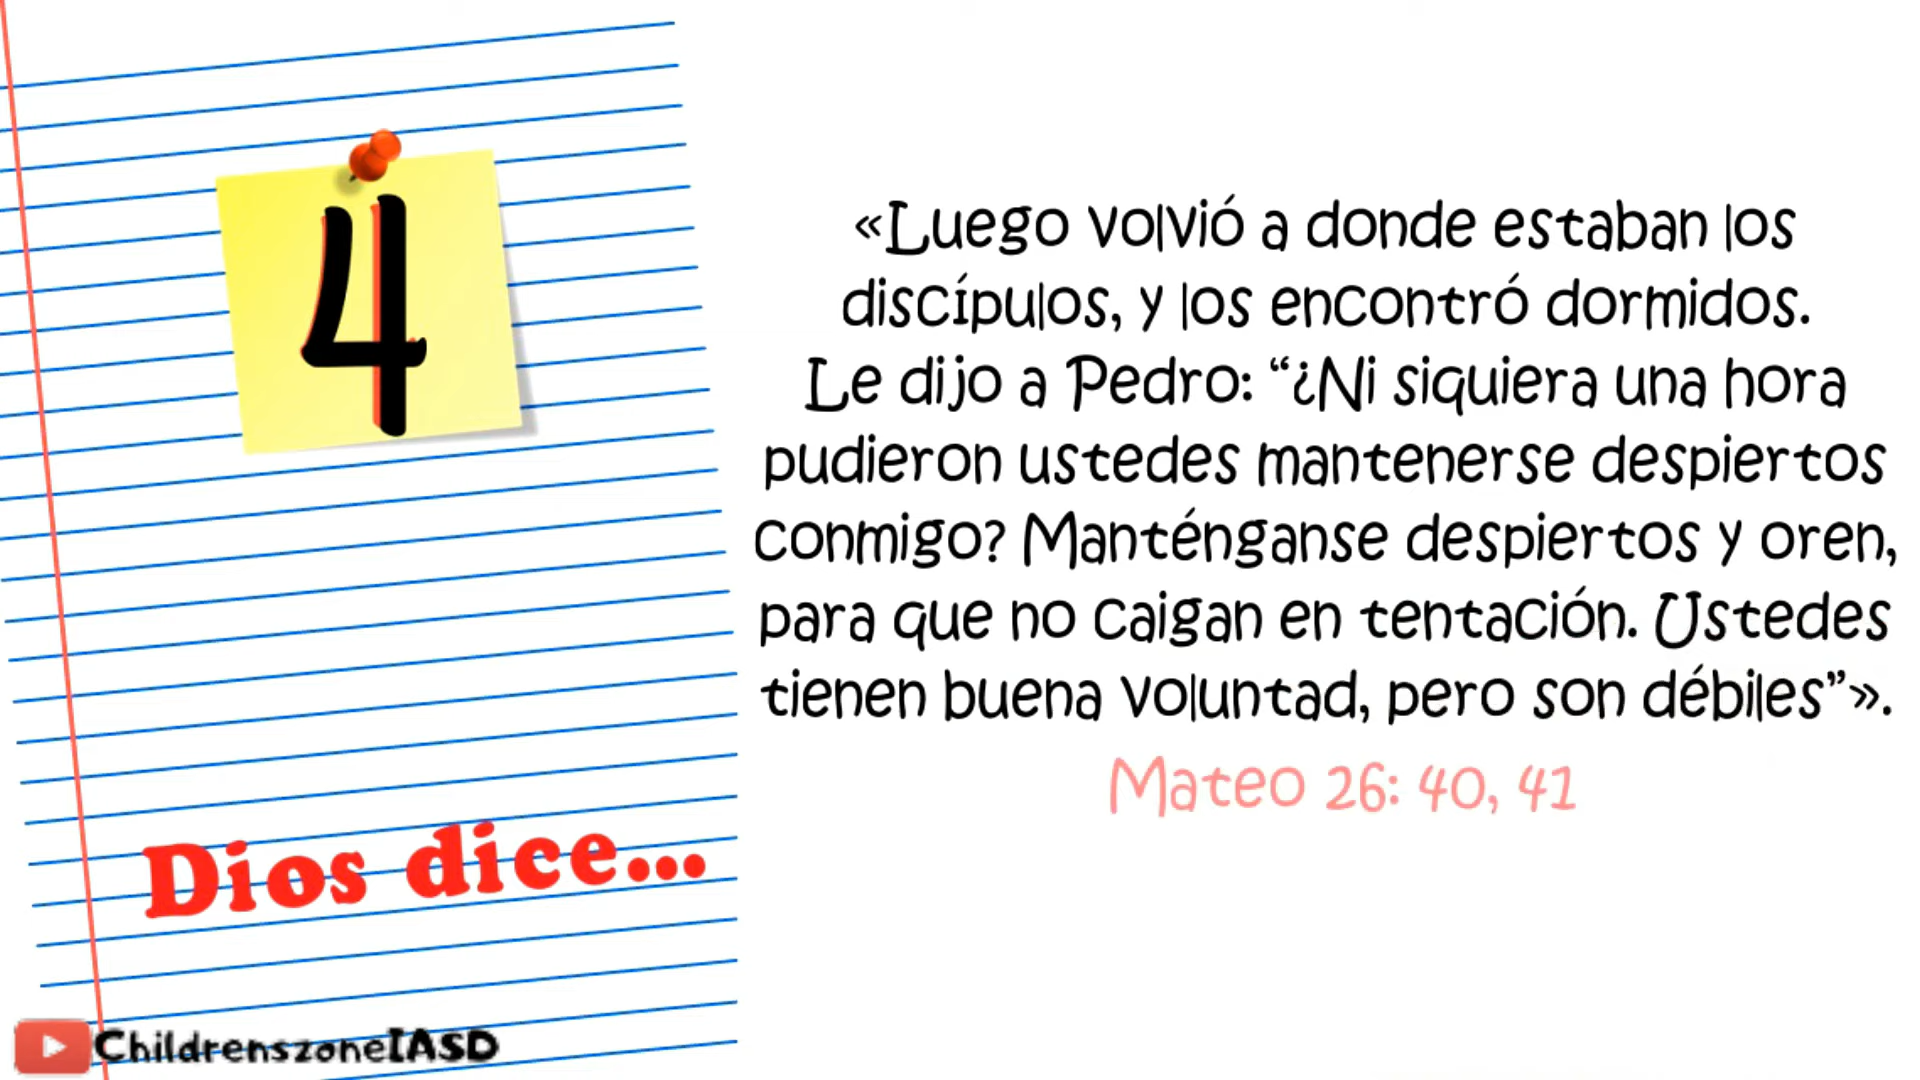 4
Dios dice...
«Luego volvió a donde estaban los
discípulos, y los encontró dormidos.
Le dijo a Pedro: “¿Ni siquiera una hora
pudieron ustedes mantenerse despiertos
conmigo? Manténganse despiertos y oren,
para que no caigan en tentación. Ustedes
tienen buena voluntad, pero son débiles”».
Mateo 26: 40, 41
ChildrenszoneIASD